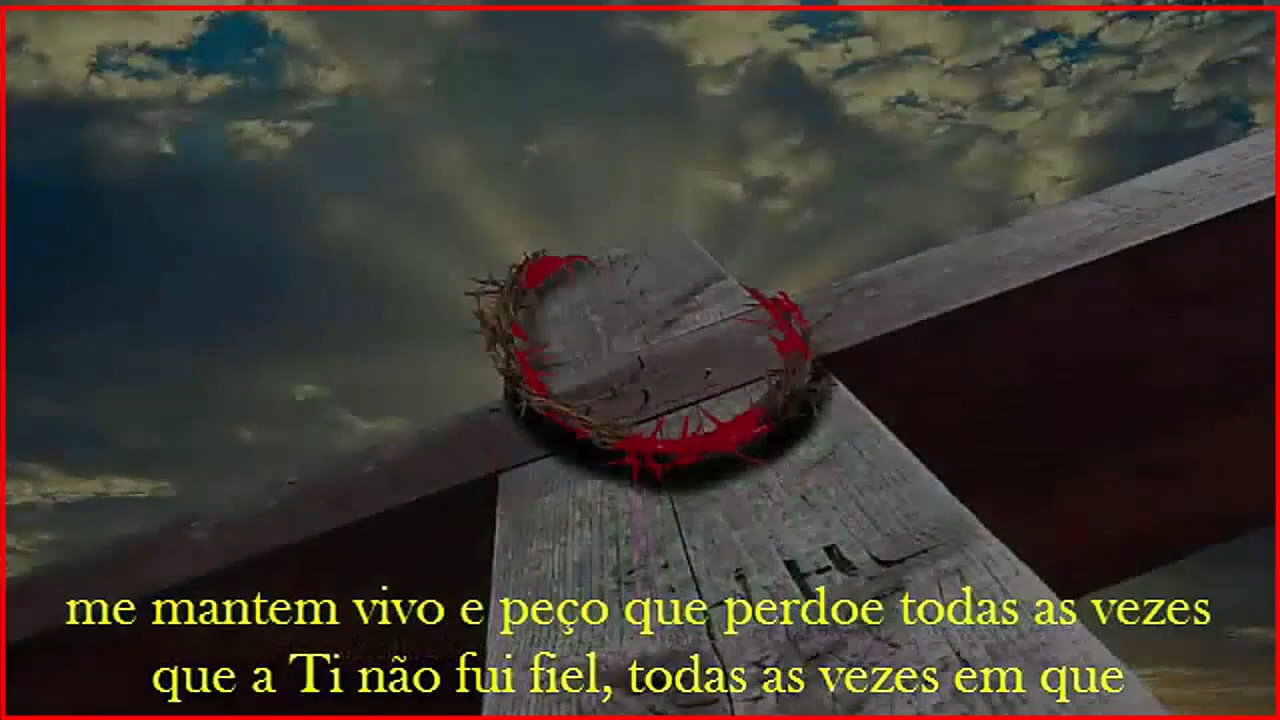 me mantem vivo e peço que perdoe todas as vezes
que a Ti não fui fiel, todas as vezes em que